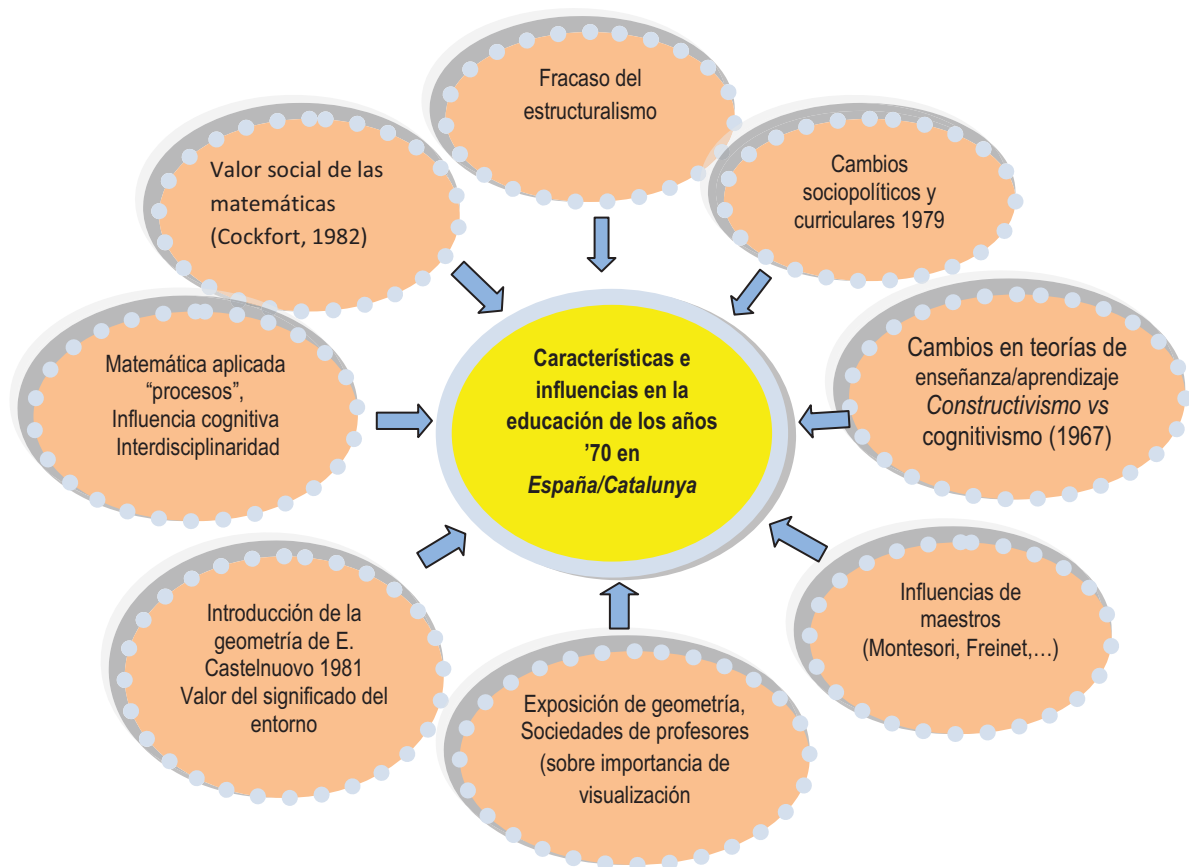 Fracaso del
estructuralismo
Valor social de las
matemáticas
(Cockfort, 1982)
Cambios
sociopolíticos y
curriculares 1979
Matemática aplicada
“procesos”,
Influencia cognitiva
Interdisciplinaridad
Características e
influencias en la
educación de los años
’70 en
España/Catalunya
Cambios en teorías de
enseñanza/aprendizaje
Constructivismo vs
cognitivismo (1967)
Introducción de la
geometría de E.
Castelnuovo 1981
Valor del significado del
entorno
Exposición de geometría,
Sociedades de profesores
(sobre importancia de
visualización
Influencias de
maestros
(Montesori, Freinet,…)